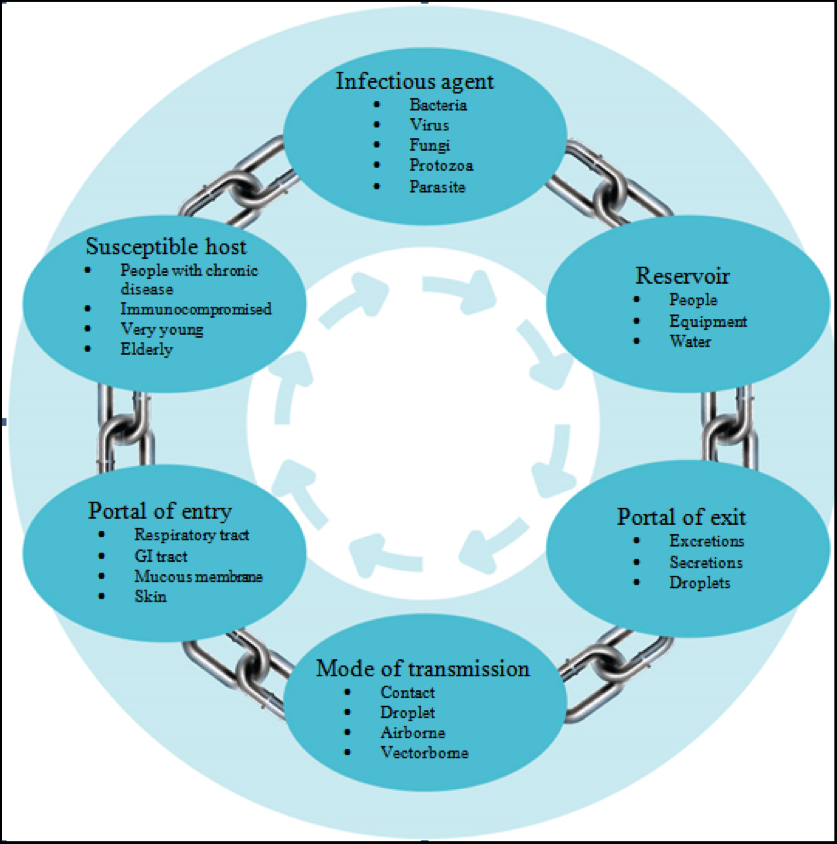 Infectious agent
• Bacteria
• Virus
• Fungi
• Protozoa
• Parasite
Reservoir
• People
• Equipment
• Water
Portal of exit
• Excretions
• Secretions
• Droplets
Mode of transmission
• Contact
• Droplet
• Airborne
• Vectorborne
Portal of entry
• Respiratory tract
• GI tract
• Mucous membrane
• Skin
Susceptible host
• People with chronic
disease
• Immunocompromised
• Very young
• Elderly